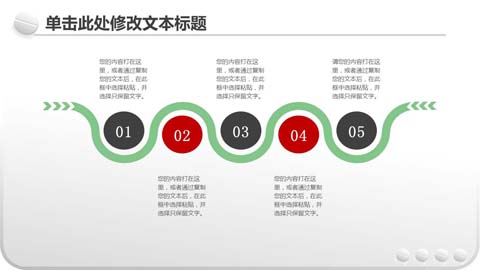 单击此处修改文本标题
您的内容打在这
里，或者通过复制
您的文本后，在此
框中选择粘贴，并
选择只保留文字。
您的内容打在这
里，或者通过复制
您的文本后，在此
框中选择粘贴，并
选择只保留文字。
请您的内容打在这
里，或者通过复制
您的文本后，在此
框中选择粘贴，并
选择只保留文字。
01
02
03
04
05
您的内容打在这
里，或者通过复制
您的文本后，在此
框中选择粘贴，并
选择只保留文字。
您的内容打在这
里，或者通过复制
您的文本后，在此
框中选择粘贴，并
选择只保留文字。